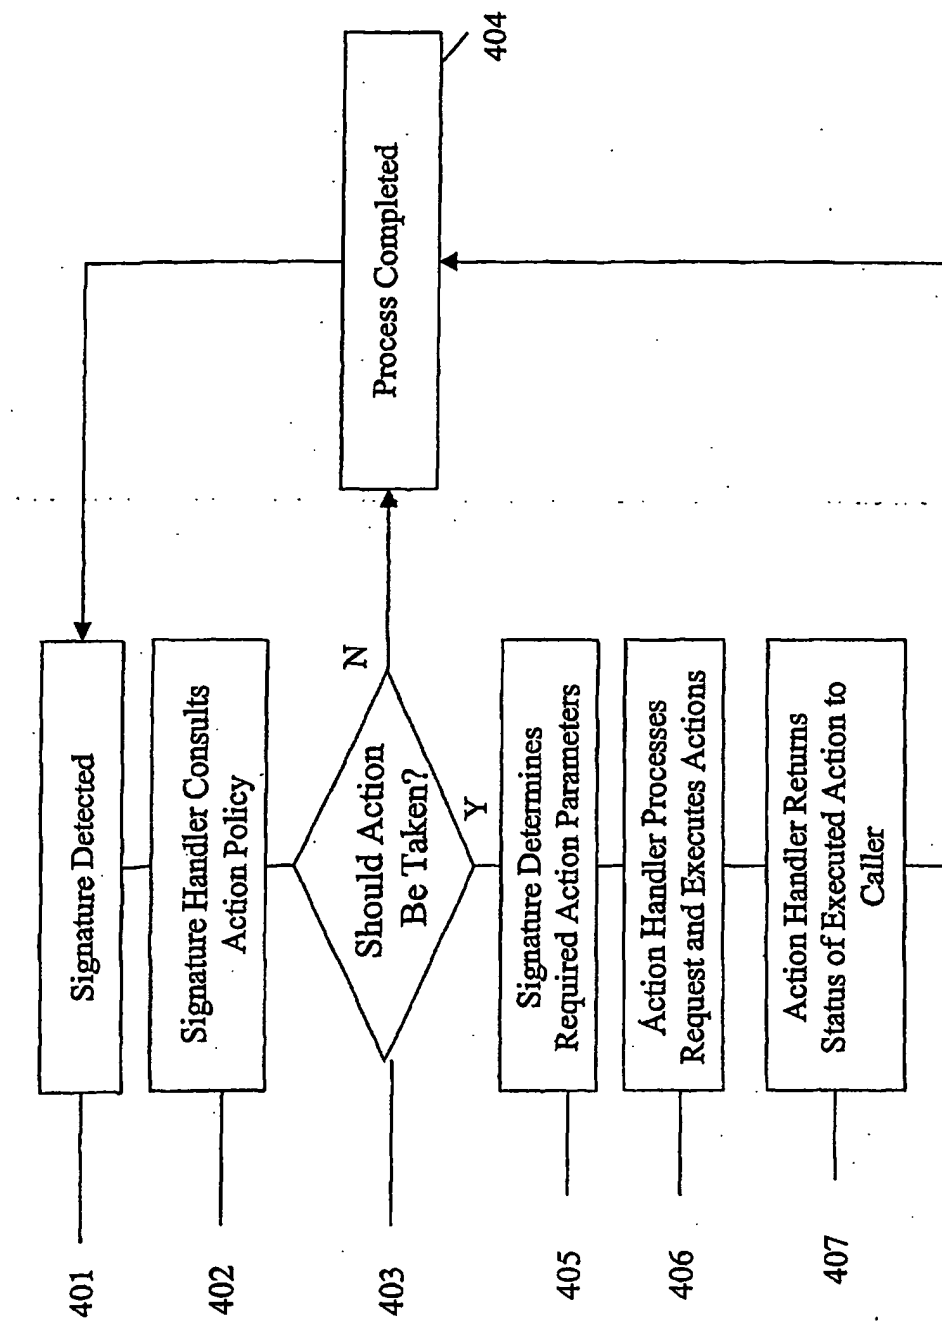 401
Signature Detected
402
Signature Handler Consults
Action Policy
403
Should Action
Be Taken?
N
Y
Process Completed
404
405
Signature Determines
Required Action Parameters
406
Action Handler Processes
Request and Executes Actions
407
Action Handler Returns
Status of Executed Action to
Caller